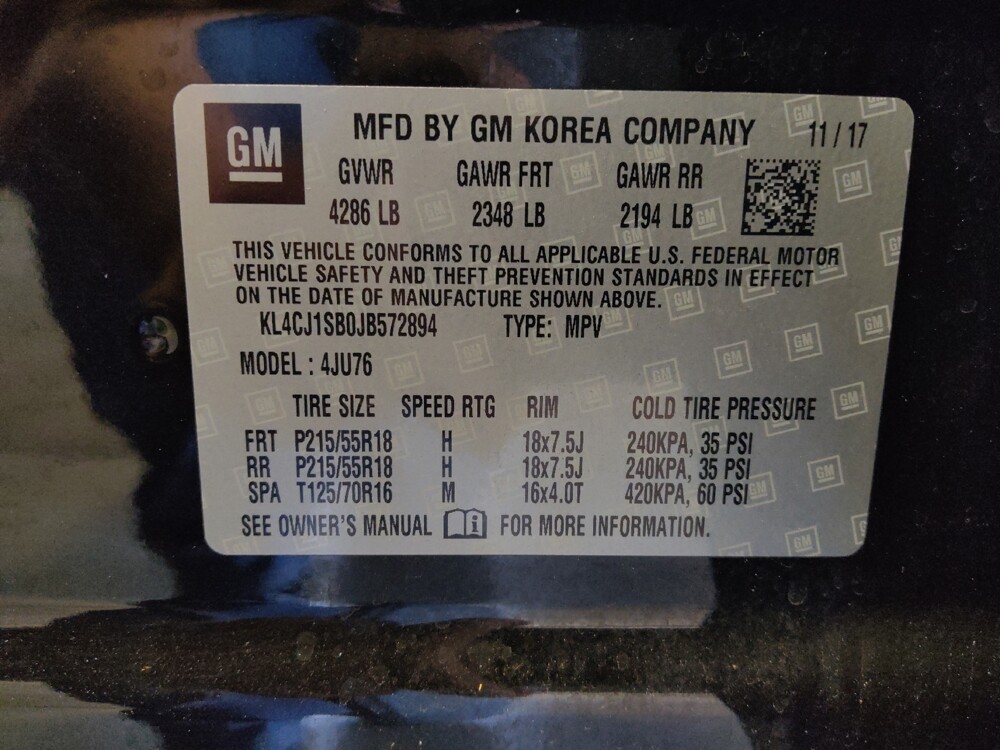 GM MFD BY GM KOREA COMPANY 11 / 17
GVWR GAWR FRT GAWR RR
4286 LB 2348 LB 2194 LB
THIS VEHICLE CONFORMS TO ALL APPLICABLE U.S. FEDERAL MOTOR
VEHICLE SAFETY AND THEFT PREVENTION STANDARDS IN EFFECT
ON THE DATE OF MANUFACTURE SHOWN ABOVE.
KL4CJ1SB0JB572894 TYPE: MPV
MODEL : 4JU76
TIRE SIZE SPEED RTG RIM COLD TIRE PRESSURE
FRT P215/55R18 H 18x7.5J 240KPA, 35 PSI
RR P215/55R18 H 18x7.5J 240KPA, 35 PSI
SPA T125/70R16 M 16x4.0T 420KPA, 60 PSI
SEE OWNER'S MANUAL i FOR MORE INFORMATION.